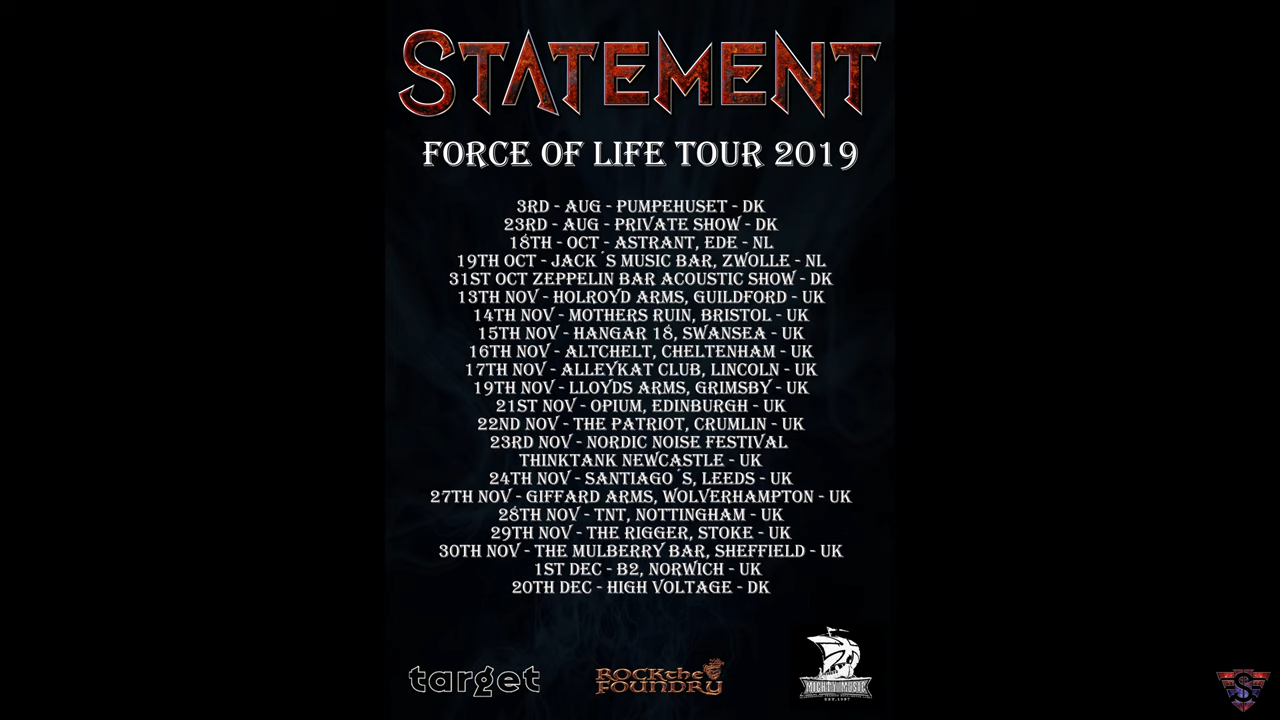 STATEMENT
FORCE OF LIFE TOUR 2019
3RD - AUG - PUMPEHUSET - DK
23RD - AUG - PRIVATE SHOW - DK
18TH - OCT - ASTRANT, EDE - NL
19TH OCT - JACK´S MUSIC BAR, ZWOLLE - NL
31ST OCT ZEPPELIN BAR ACOUSTIC SHOW - DK
13TH NOV - HOLROYD ARMS, GUILDFORD - UK
14TH NOV - MOTHERS RUIN, BRISTOL - UK
15TH NOV - HANGAR 18, SWANSEA - UK
16TH NOV - ALTCHELT, CHELTENHAM - UK
17TH NOV - ALLEYKAT CLUB, LINCOLN - UK
19TH NOV - LLOYDS ARMS, GRIMSBY - UK
21ST NOV - OPIUM, EDINBURGH - UK
22ND NOV - THE PATRIOT, CRUMLIN - UK
23RD NOV - NORDIC NOISE FESTIVAL
THINKTANK NEWCASTLE - UK
24TH NOV - SANTIAGO´S, LEEDS - UK
27TH NOV - GIFFARD ARMS, WOLVERHAMPTON - UK
28TH NOV - TNT, NOTTINGHAM - UK
29TH NOV - THE RIGGER, STOKE - UK
30TH NOV - THE MULBERRY BAR, SHEFFIELD - UK
1ST DEC - B2, NORWICH - UK
20TH DEC - HIGH VOLTAGE - DK
target
ROCK the FOUNDRY
MIGHTY MUSIC
EST. 1997
S